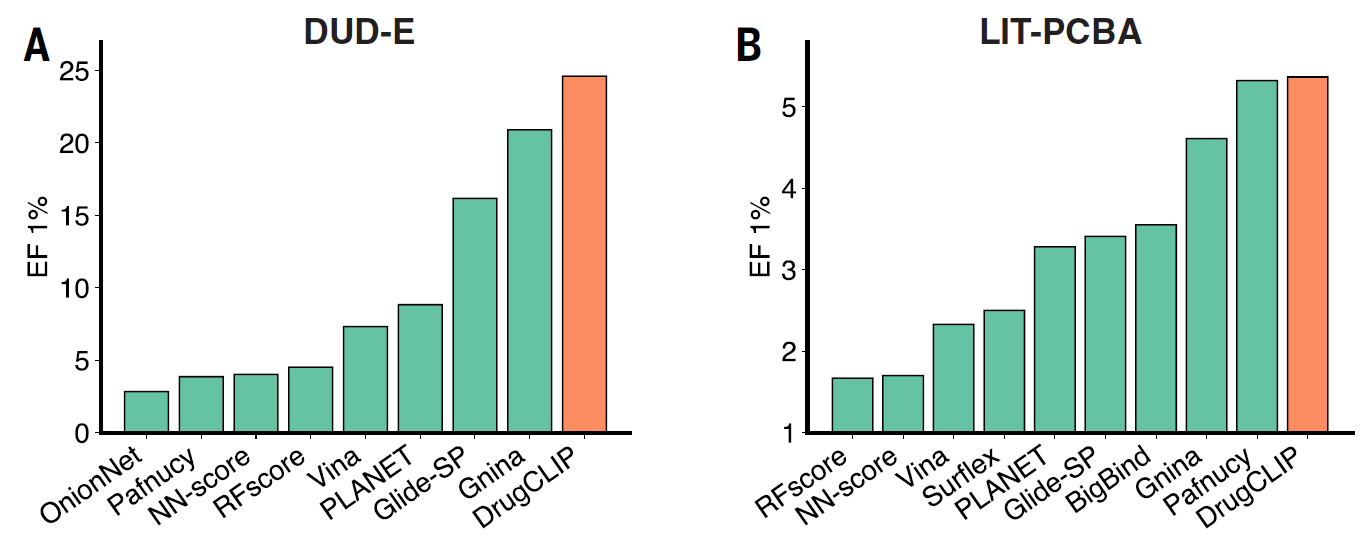 A
DUD-E
EF 1%
25
20
15
10
5
0
OnionNet
Pafnucy
NN-score
RFscore
Vina
PLANET
Glide-SP
Gnina
DrugCLIP
B
LIT-PCBA
EF 1%
5
4
3
2
1
RFscore
NN-score
Vina
Surflex
PLANET
Glide-SP
BigBind
Gnina
Pafnucy
DrugCLIP